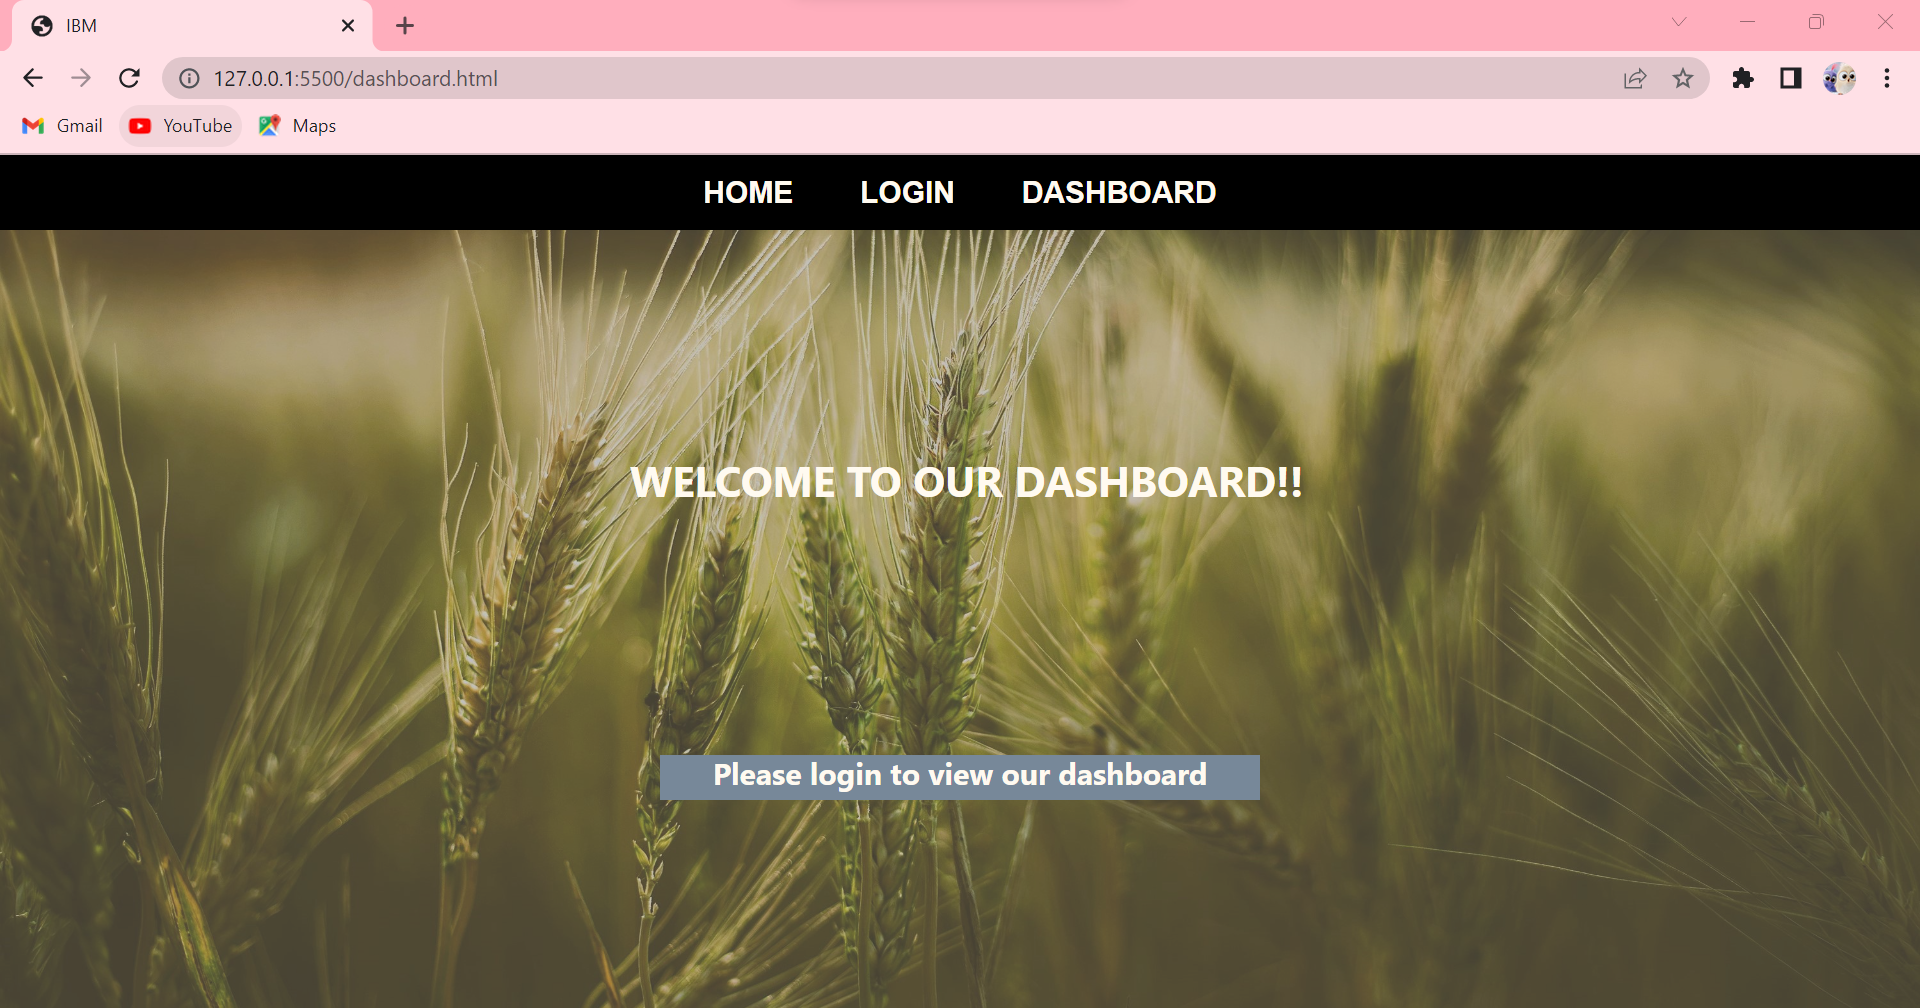 IBM
127.0.0.1:5500/dashboard.html
Gmail YouTube Maps
HOME LOGIN DASHBOARD
WELCOME TO OUR DASHBOARD!!
Please login to view our dashboard